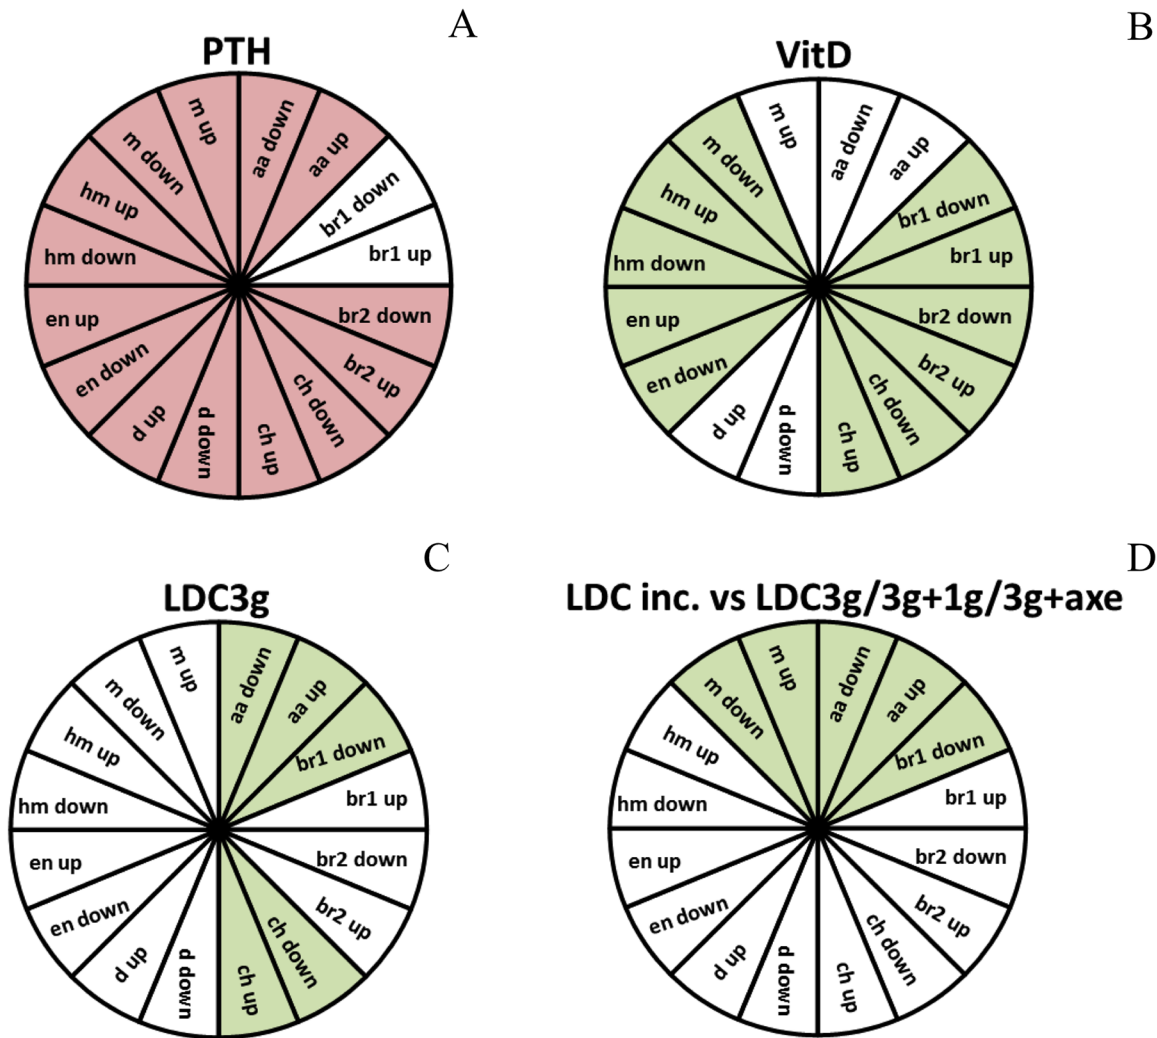 A
PTH
m up
aa down
aa up
br1 down
br1 up
br2 down
br2 up
ch down
ch up
d down
d up
en down
en up
hm down
hm up
m down
B
VitD
m up
aa down
aa up
br1 down
br1 up
br2 down
br2 up
ch down
ch up
d down
d up
en down
en up
hm down
hm up
m down
C
LDC3g
m up
aa down
aa up
br1 down
br1 up
br2 down
br2 up
ch down
ch up
d down
d up
en down
en up
hm down
hm up
m down
D
LDC inc. vs LDC3g/3g+1g/3g+axe
m up
aa down
aa up
br1 down
br1 up
br2 down
br2 up
ch down
ch up
d down
d up
en down
en up
hm down
hm up
m down